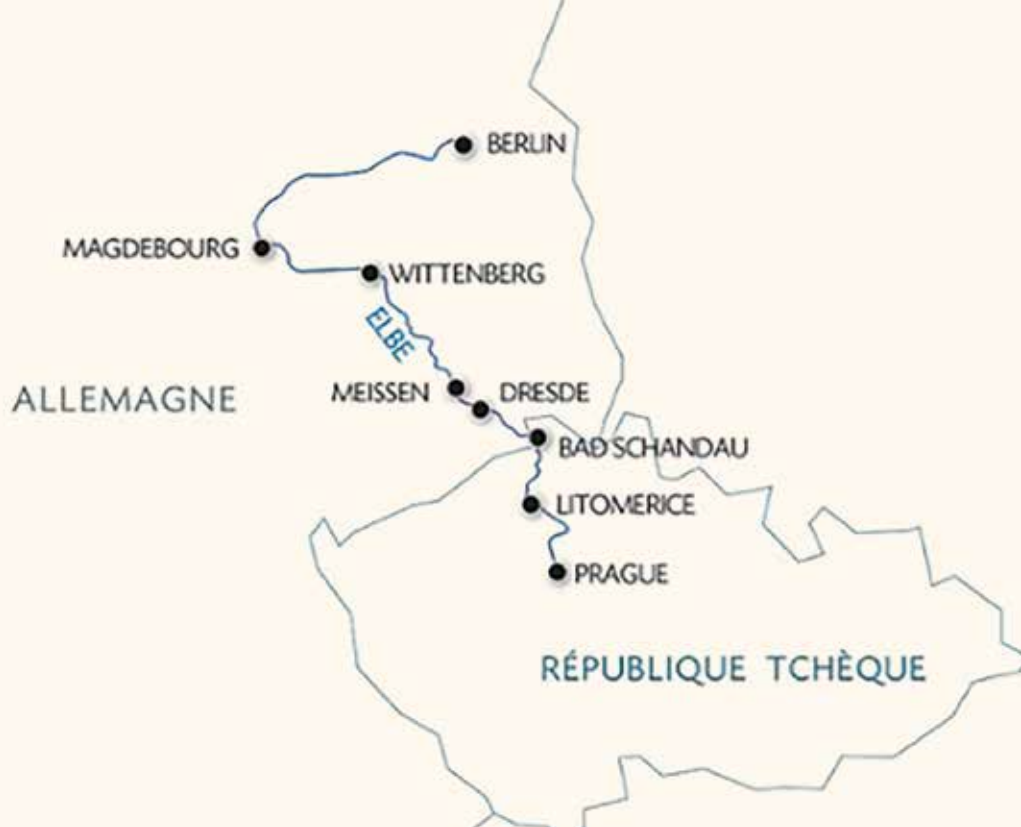 BERLIN
MAGDEBOURG
WITTENBERG
ELBE
MEISSEN
DRESDE
ALLEMAGNE
BAD SCHANDAU
LITOMERICE
PRAGUE
RÉPUBLIQUE TCHÈQUE